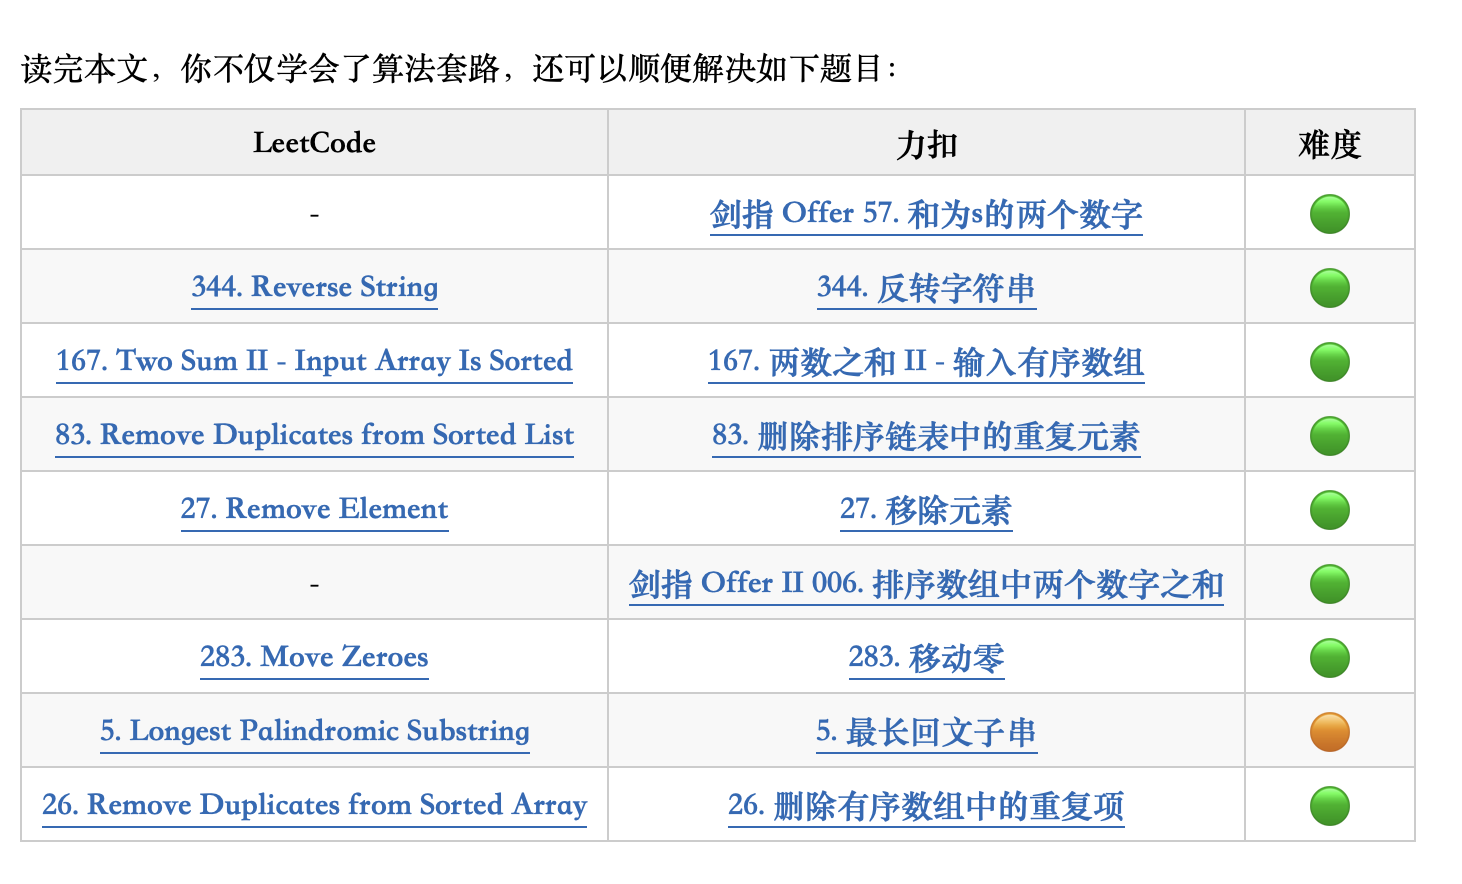 读完本文，你不仅学会了算法套路，还可以顺便解决如下题目：
LeetCode 力扣 难度
- 剑指 Offer 57. 和为s的两个数字
344. Reverse String 344. 反转字符串
167. Two Sum II - Input Array Is Sorted 167. 两数之和 II - 输入有序数组
83. Remove Duplicates from Sorted List 83. 删除排序链表中的重复元素
27. Remove Element 27. 移除元素
- 剑指 Offer II 006. 排序数组中两个数字之和
283. Move Zeroes 283. 移动零
5. Longest Palindromic Substring 5. 最长回文子串
26. Remove Duplicates from Sorted Array 26. 删除有序数组中的重复项